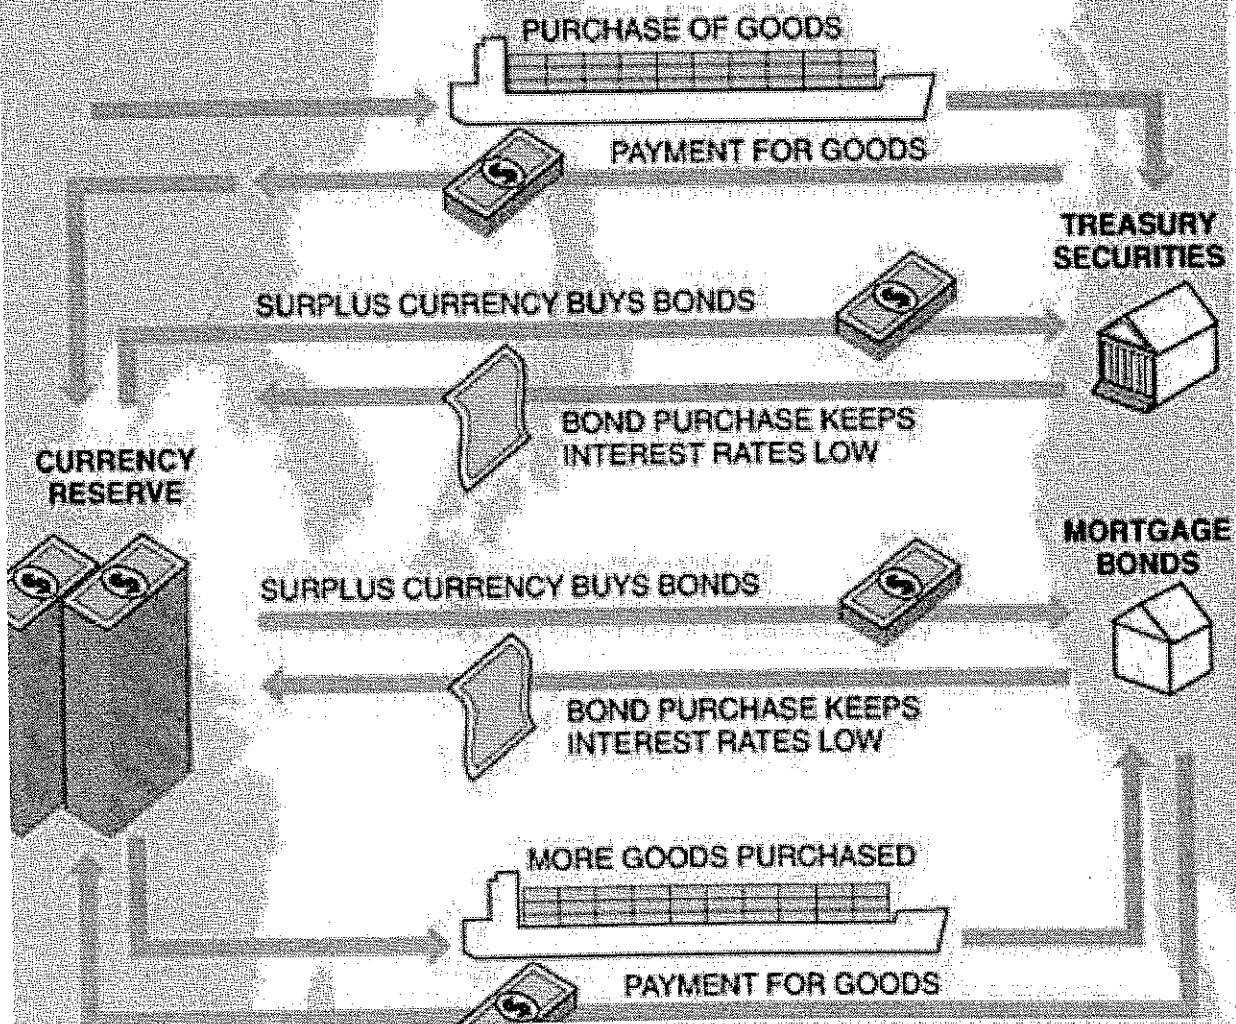 PURCHASE OF GOODS
PAYMENT FOR GOODS
TREASURY
SECURITIES
SURPLUS CURRENCY BUYS BONDS
BOND PURCHASE KEEPS
INTEREST RATES LOW
CURRENCY
RESERVE
MORTGAGE
BONDS
SURPLUS CURRENCY BUYS BONDS
BOND PURCHASE KEEPS
INTEREST RATES LOW
MORE GOODS PURCHASED
PAYMENT FOR GOODS